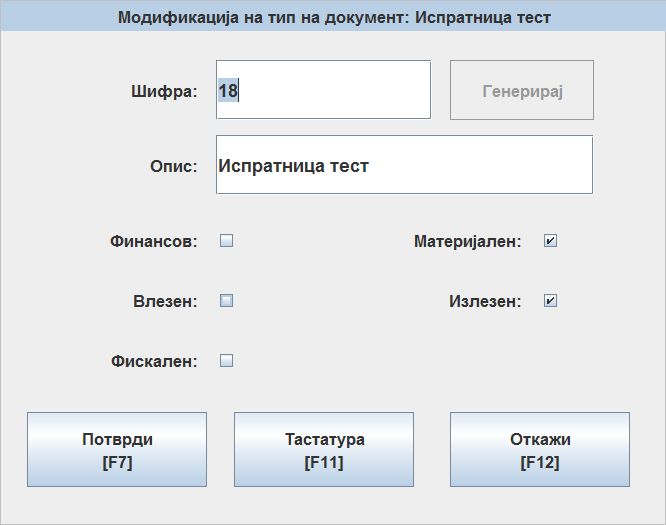 Модификација на тип на документ: Испратница тест
Шифра: 18 Генерирај
Опис: Испратница тест
Финансов: Материјален:
Влезен: Излезен:
Фискален:
Потврди Тастатура Откажи
[F7] [F11] [F12]